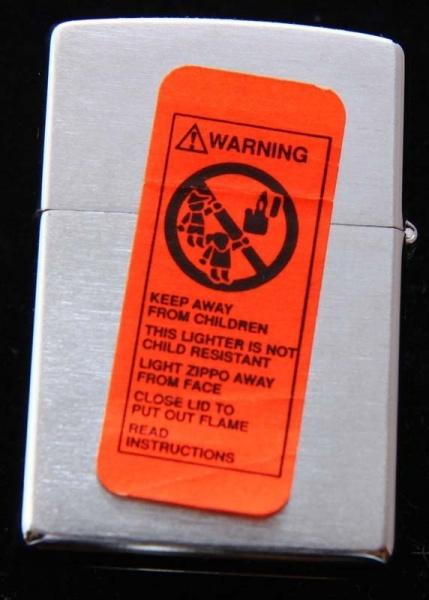 WARNING
KEEP AWAY
FROM CHILDREN
THIS LIGHTER IS NOT
CHILD RESISTANT
LIGHT ZIPPO AWAY
FROM FACE
CLOSE LID TO
PUT OUT FLAME
READ
INSTRUCTIONS